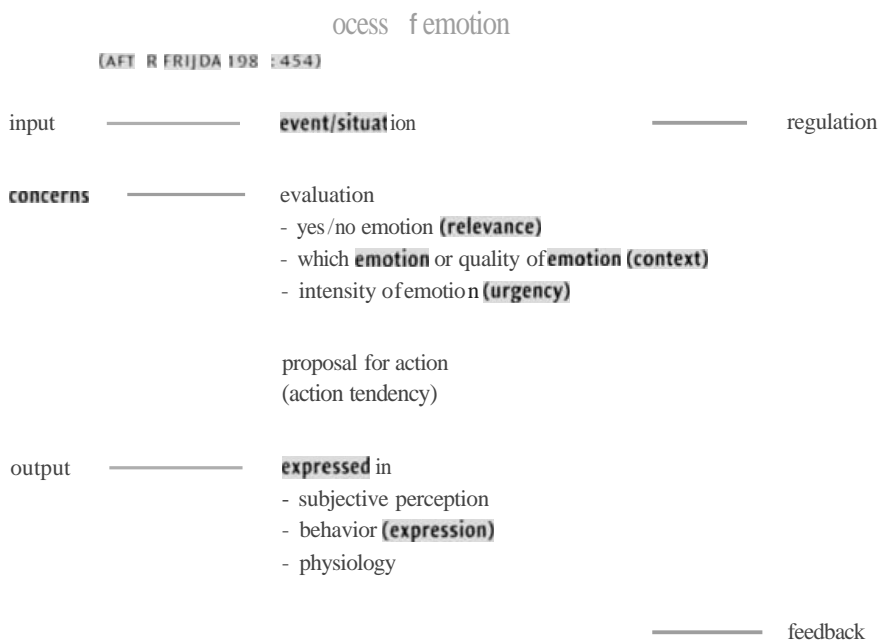 ocess f emotion
(AFT R FRIJDA 198 :454)
input event/situation regulation
concerns evaluation
- yes/no emotion (relevance)
- which emotion or quality of emotion (context)
- intensity of emotion (urgency)
proposal for action
(action tendency)
output expressed in
- subjective perception
- behavior (expression)
- physiology
feedback